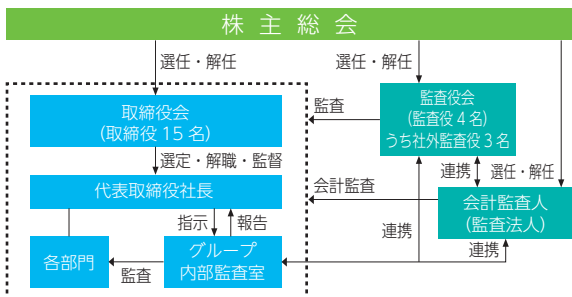 株主総会
選任・解任
選任・解任
取締役会
(取締役15名)
監査
監査役会
(監査役4名)
うち社外監査役3名
選定・解職・監督
連携
選任・解任
代表取締役社長
会計監査
会計監査人
(監査法人)
指示
報告
連携
連携
各部門
監査
グループ
内部監査室